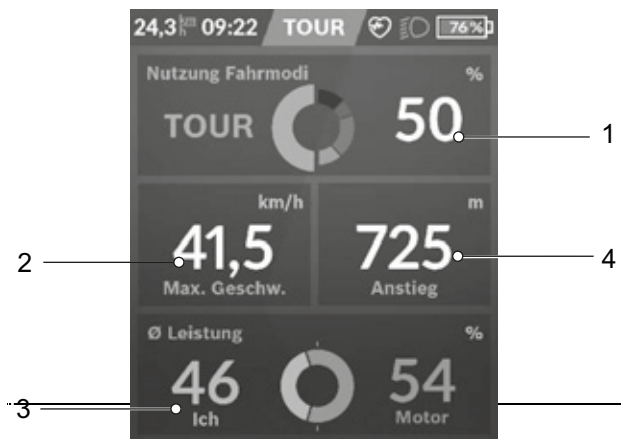 24,3 km/h 09:22 TOUR 76 %
Nutzung Fahrmodi %
TOUR 50
1
km/h
41,5
Max. Geschw.
2
m
725
Anstieg
4
Ø Leistung %
46 54
Ich Motor
3